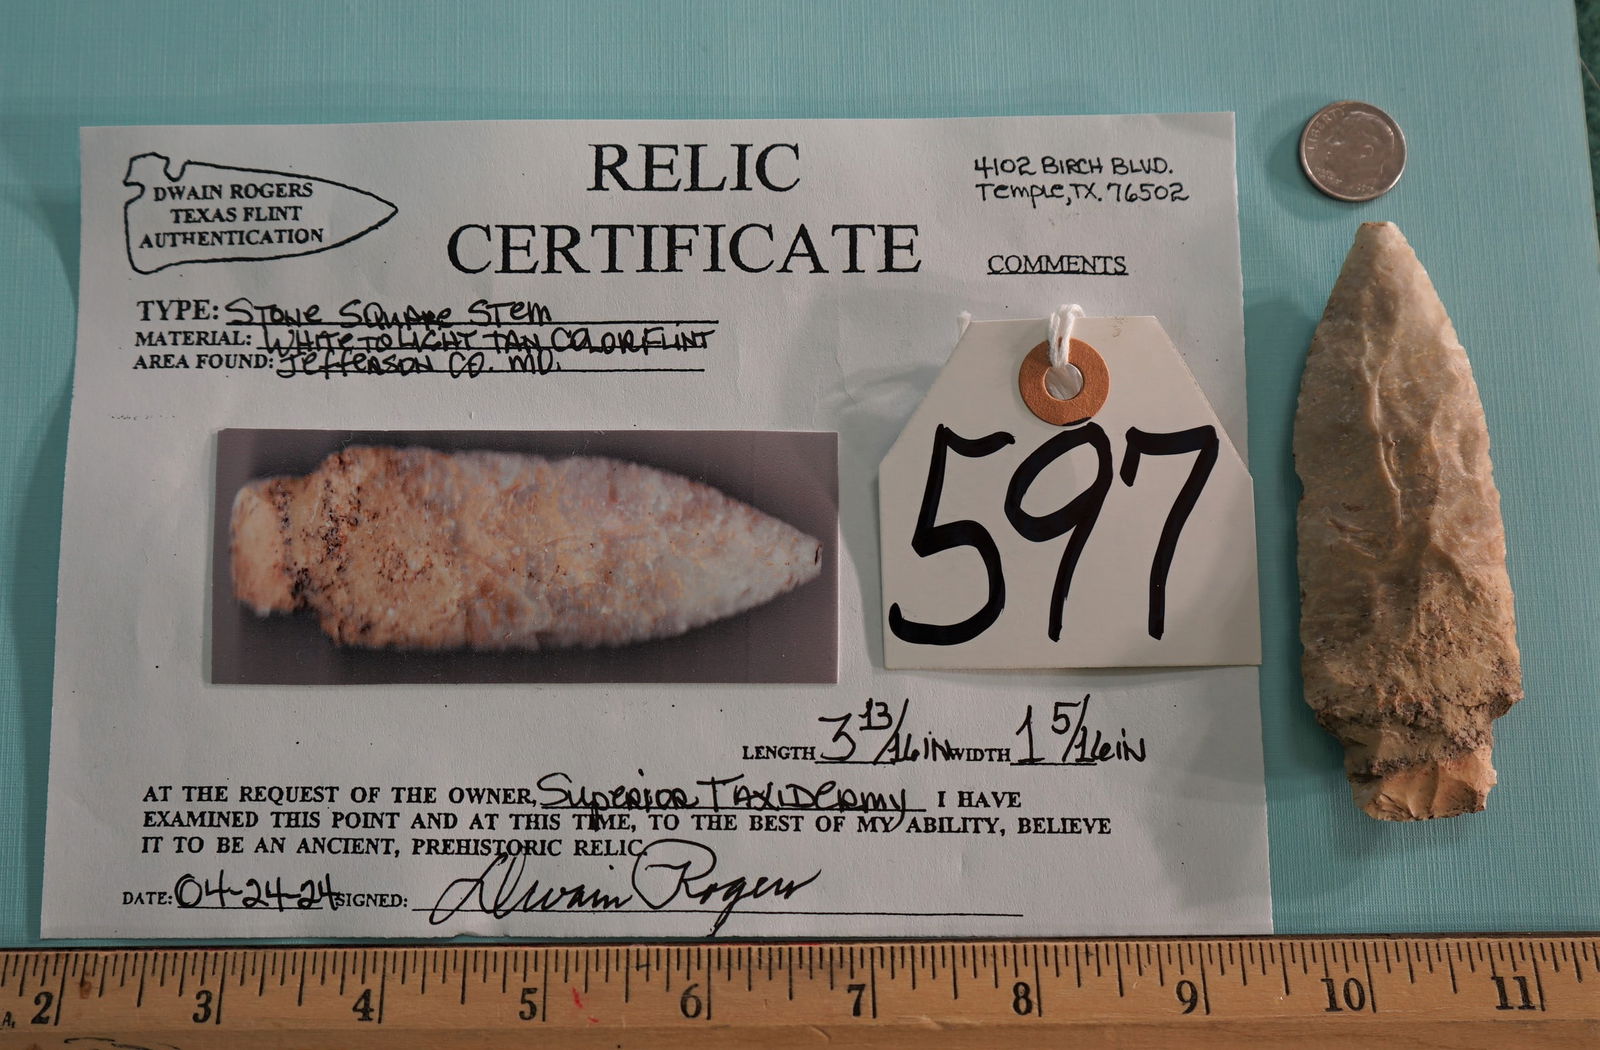 DWAIN ROGERS
TEXAS FLINT
AUTHENTICATION
RELIC
CERTIFICATE
4102 BIRCH BLVD.
Temple, TX. 76502
COMMENTS
TYPE: STONE SQUARE STEM
MATERIAL: WHITE TO LIGHT TAN COLOR FLINT
AREA FOUND: JEFFERSON CO. MO.
597
LENGTH 3 13/16 IN WIDTH 1 5/16 IN
AT THE REQUEST OF THE OWNER, Superior TAXIDERMY I HAVE
EXAMINED THIS POINT AND AT THIS TIME, TO THE BEST OF MY ABILITY, BELIEVE
IT TO BE AN ANCIENT, PREHISTORIC RELIC.
DATE: 04-24-24 SIGNED: Dwain Rogers
LIBERTY
2 3 4 5 6 7 8 9 10 11